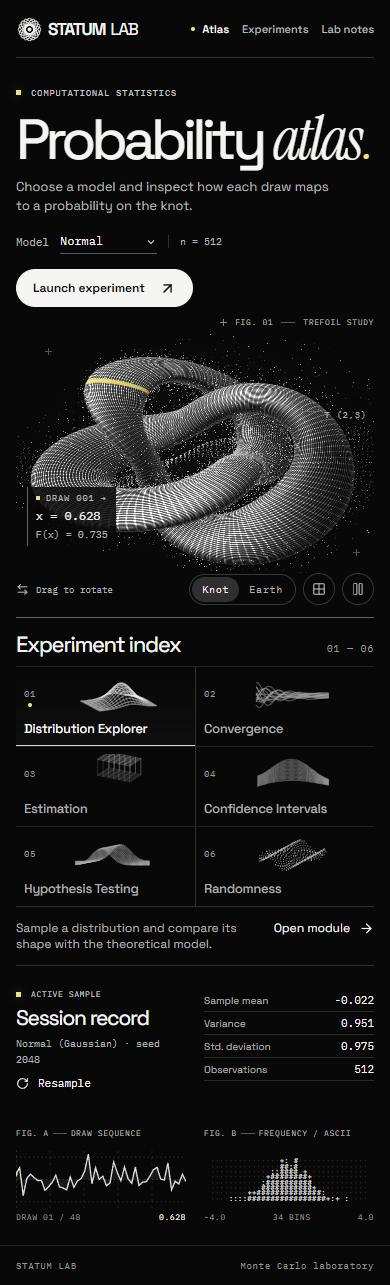 STATUM LAB
Atlas Experiments Lab notes
COMPUTATIONAL STATISTICS
Probability atlas.
Choose a model and inspect how each draw maps
to a probability on the knot.
Model Normal n = 512
Launch experiment
FIG. 01 — TREFOIL STUDY
(2,3)
DRAW 001 →
x = 0.628
F(x) = 0.735
Drag to rotate
Knot Earth
Experiment index
01 — 06
01
Distribution Explorer
02
Convergence
03
Estimation
04
Confidence Intervals
05
Hypothesis Testing
06
Randomness
Sample a distribution and compare its
shape with the theoretical model.
Open module →
ACTIVE SAMPLE
Session record
Normal (Gaussian) · seed
2048
Resample
Sample mean -0.022
Variance 0.951
Std. deviation 0.975
Observations 512
FIG. A — DRAW SEQUENCE
DRAW 01 / 48 0.628
FIG. B — FREQUENCY / ASCII
-4.0 34 BINS 4.0
STATUM LAB
Monte Carlo laboratory